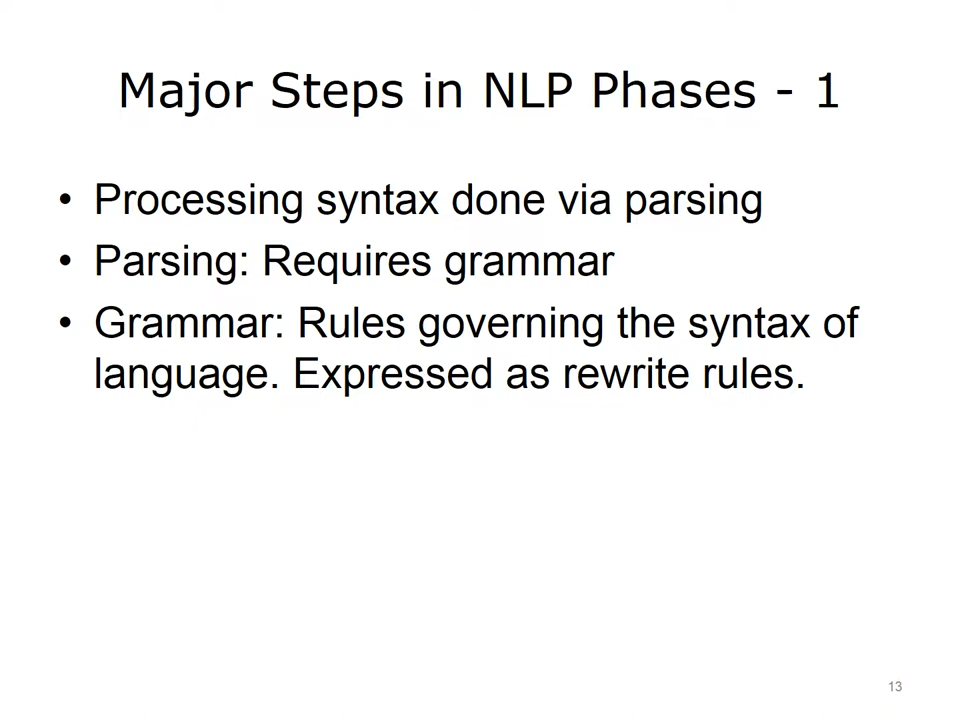 Major Steps in NLP Phases - 1
• Processing syntax done via parsing
• Parsing: Requires grammar
• Grammar: Rules governing the syntax of
language. Expressed as rewrite rules.
13